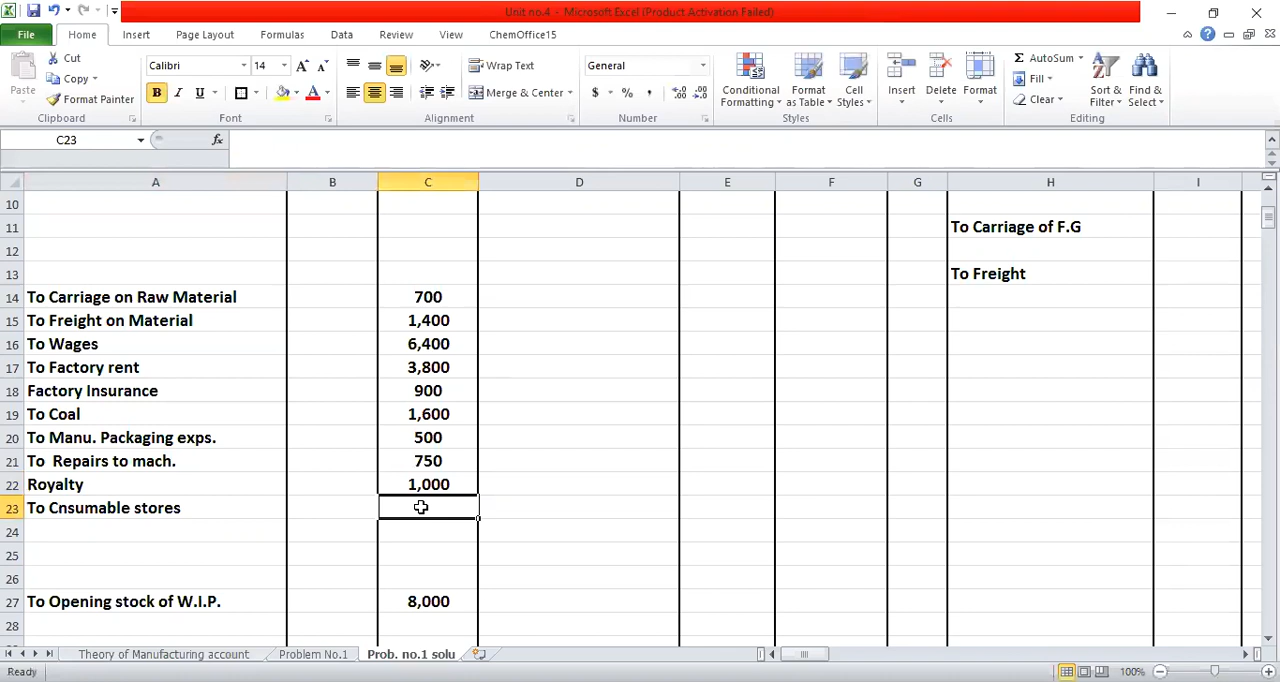 Unit no.4 - Microsoft Excel (Product Activation Failed)
File Home Insert Page Layout Formulas Data Review View ChemOffice15
Paste
Cut
Copy
Format Painter
Clipboard
Calibri 14 A A
B I U A
Font
Wrap Text
Merge & Center
Alignment
General
$ % ,
Number
Conditional Formatting
Format as Table
Cell Styles
Styles
Insert Delete Format
Cells
Σ AutoSum
Fill
Clear
Sort & Filter
Find & Select
Editing
C23 fx
A B C D E F G H I
10
11 To Carriage of F.G
12
13 To Freight
14 To Carriage on Raw Material 700
15 To Freight on Material 1,400
16 To Wages 6,400
17 To Factory rent 3,800
18 Factory Insurance 900
19 To Coal 1,600
20 To Manu. Packaging exps. 500
21 To Repairs to mach. 750
22 Royalty 1,000
23 To Cnsumable stores
24
25
26
27 To Opening stock of W.I.P. 8,000
28
Theory of Manufacturing account Problem No.1 Prob. no.1 solu
Ready 100%